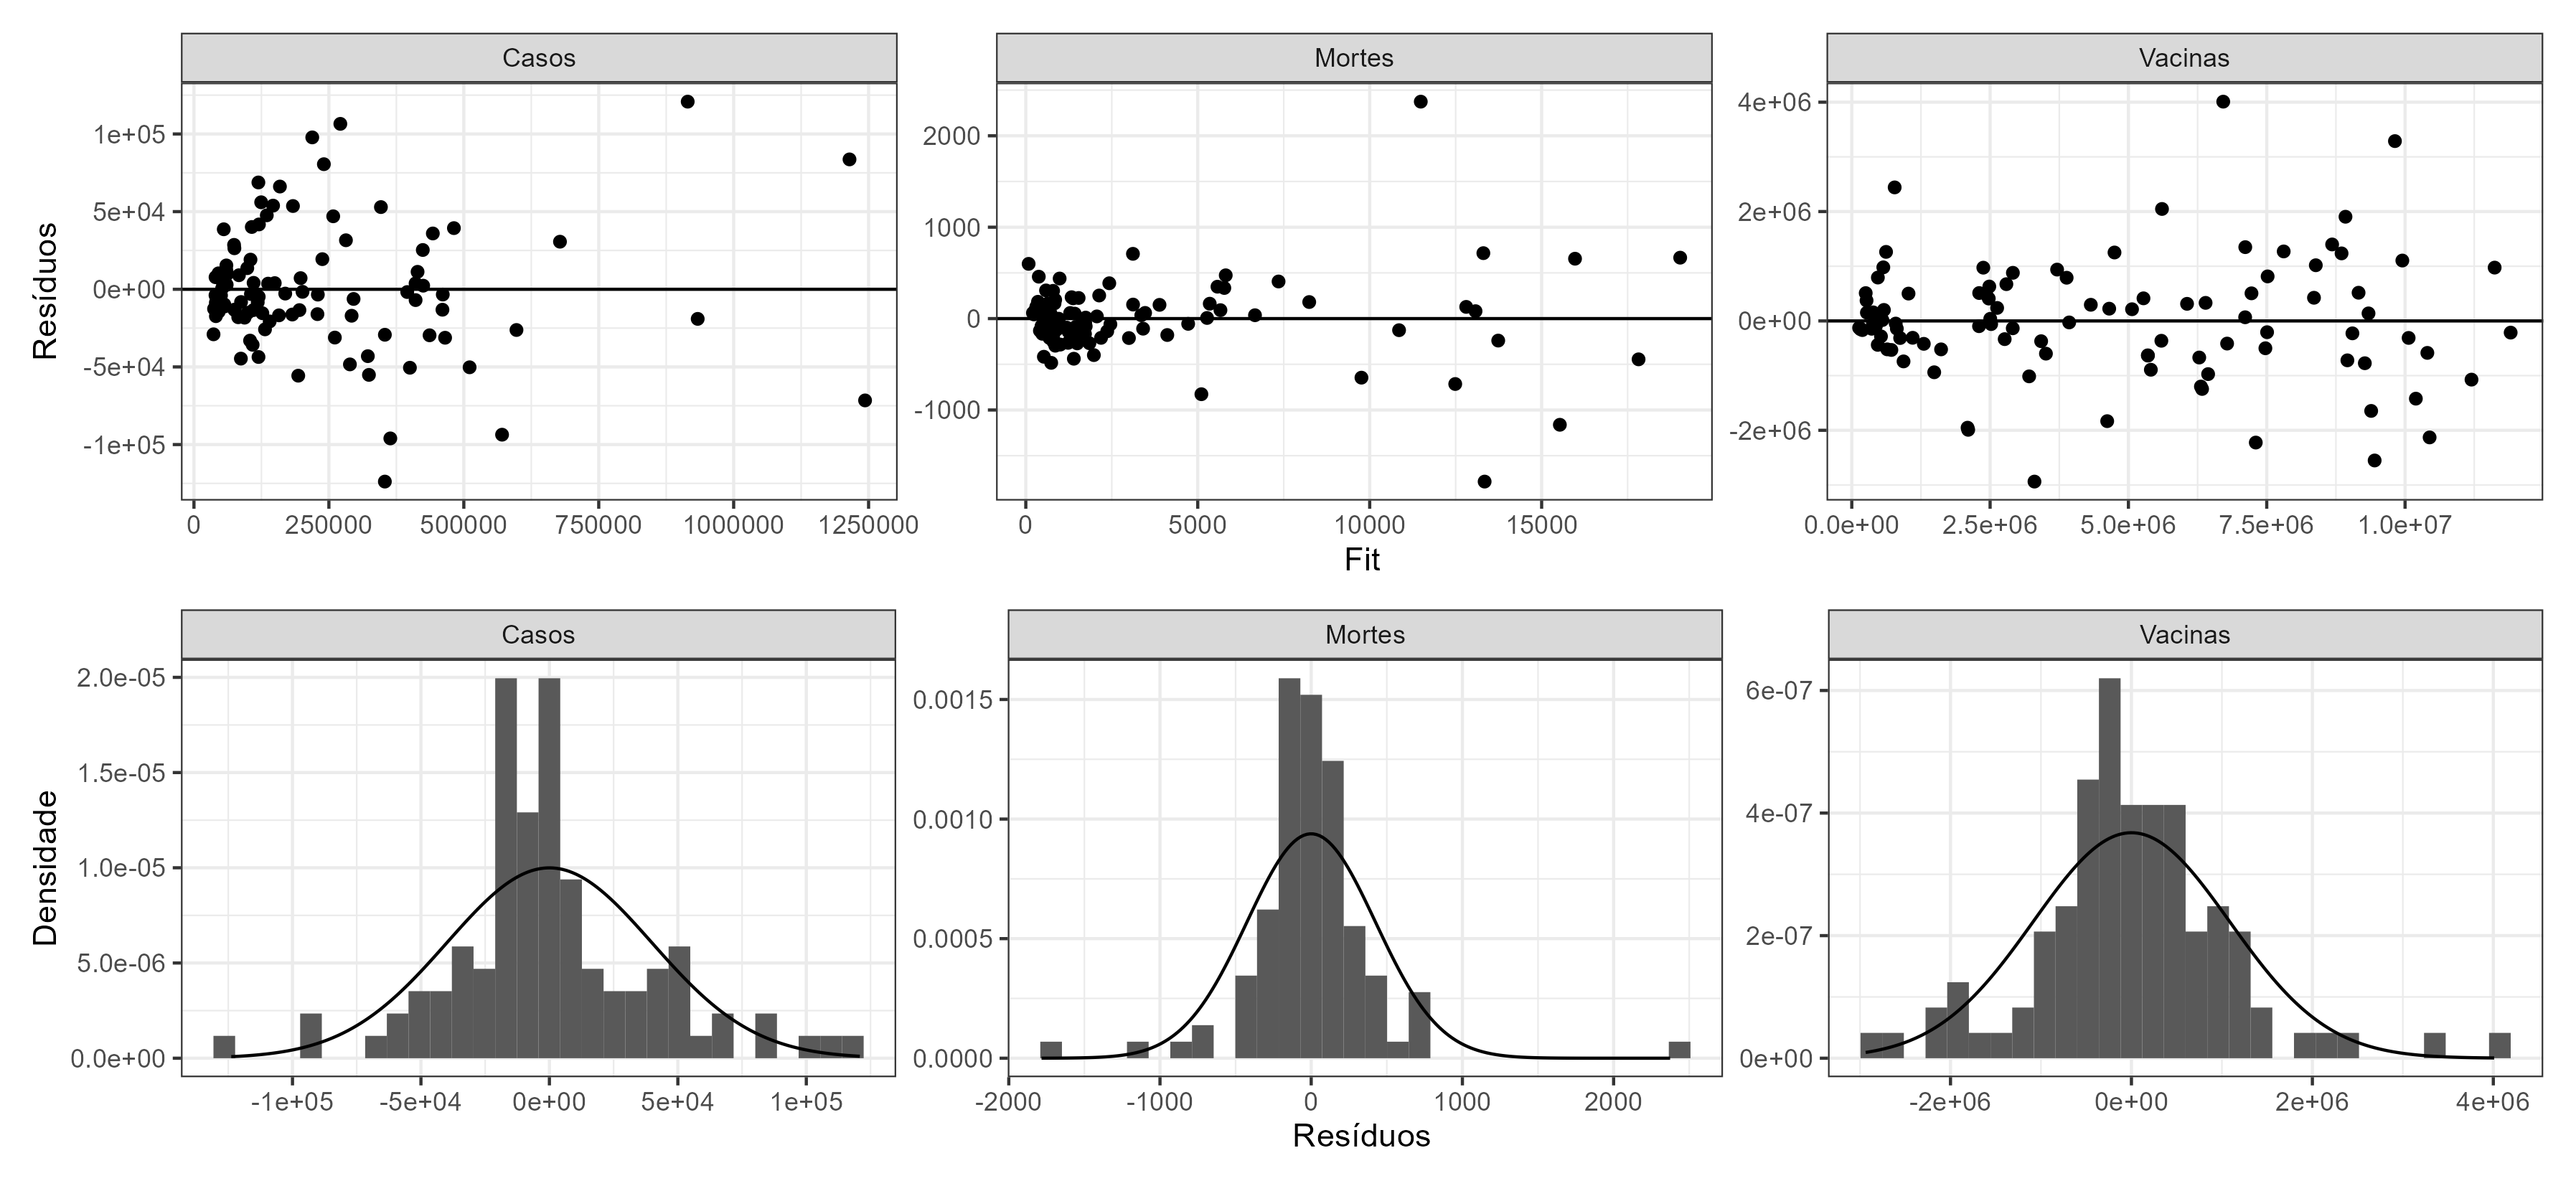 Casos Mortes Vacinas
Resíduos
1e+05
5e+04
0e+00
-5e+04
-1e+05
2000
1000
0
-1000
4e+06
2e+06
0e+00
-2e+06
0 250000 500000 750000 1000000 1250000
0 5000 10000 15000
0.0e+00 2.5e+06 5.0e+06 7.5e+06 1.0e+07
Fit
Casos Mortes Vacinas
Densidade
2.0e-05
1.5e-05
1.0e-05
5.0e-06
0.0e+00
0.0015
0.0010
0.0005
0.0000
6e-07
4e-07
2e-07
0e+00
-1e+05 -5e+04 0e+00 5e+04 1e+05
-2000 -1000 0 1000 2000
-2e+06 0e+00 2e+06 4e+06
Resíduos